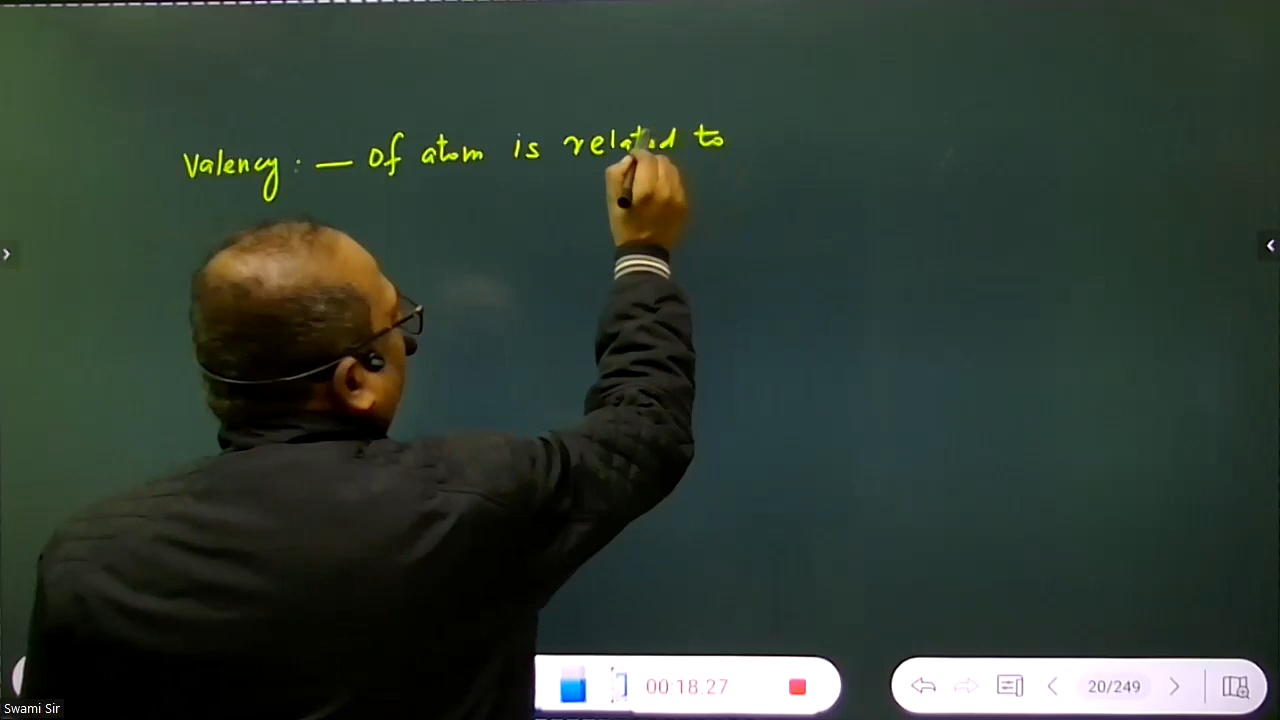 Valency: — Of atom is related to
00:18.27
20/249
Swami Sir